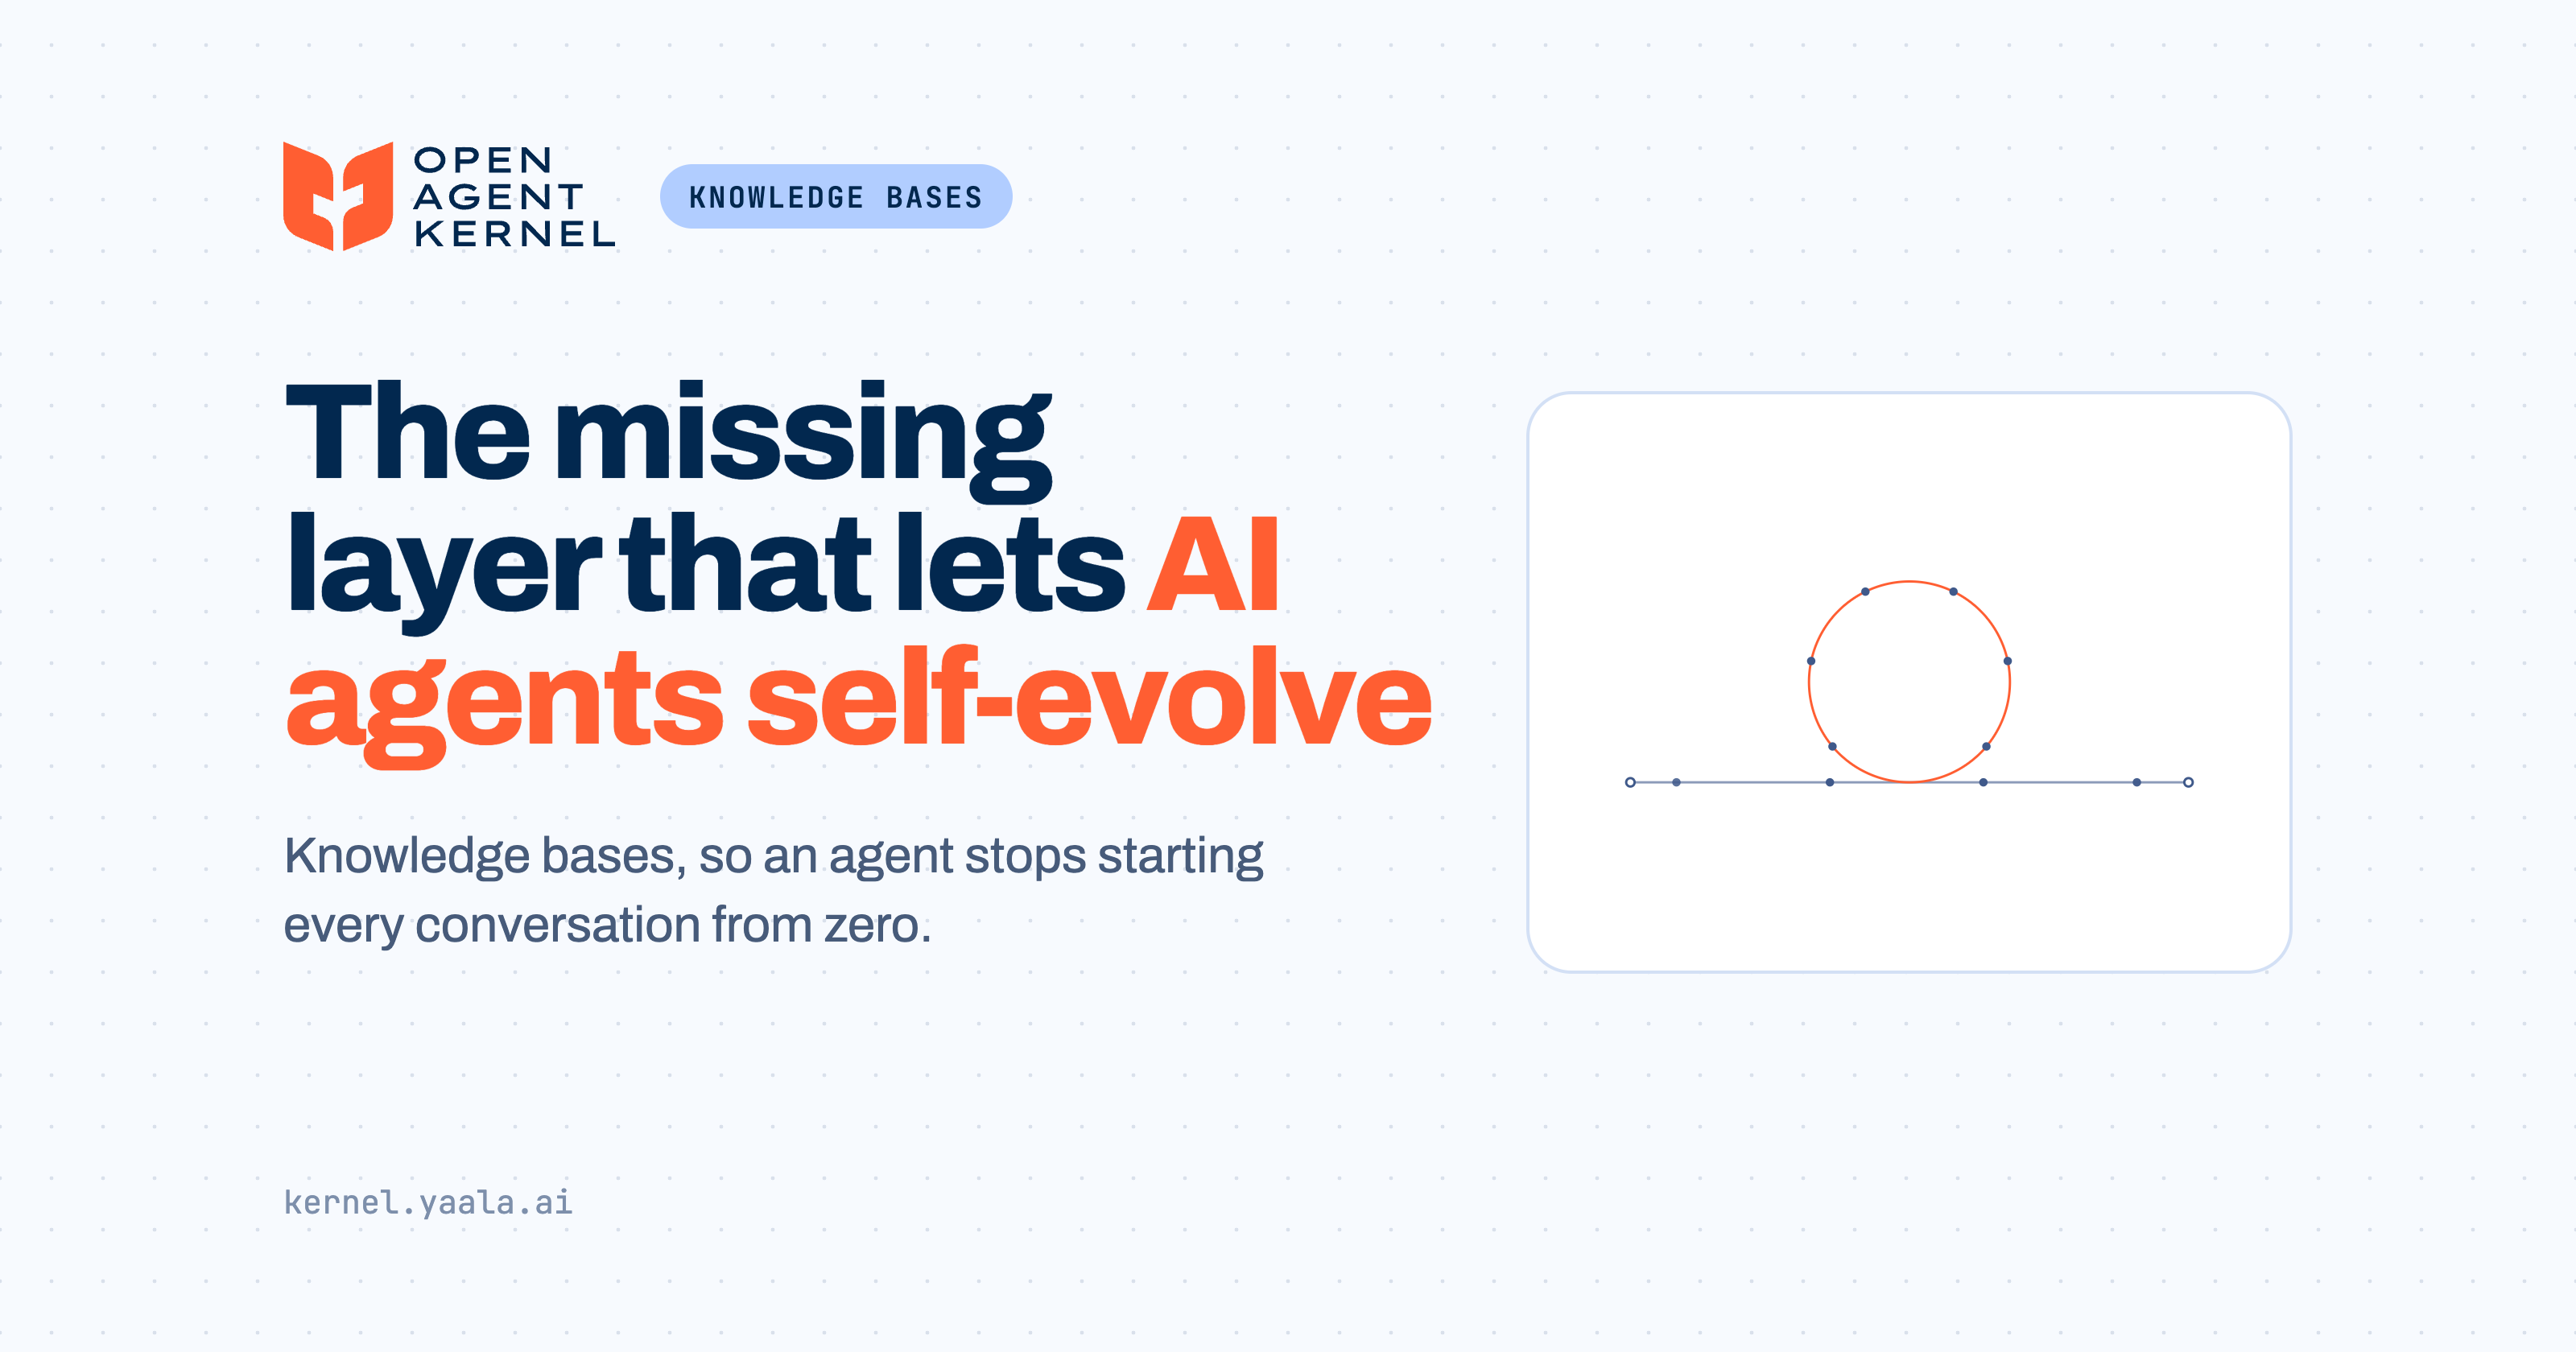 OPEN
AGENT
KERNEL
KNOWLEDGE BASES
The missing
layer that lets AI
agents self-evolve
Knowledge bases, so an agent stops starting
every conversation from zero.
kernel.yaala.ai